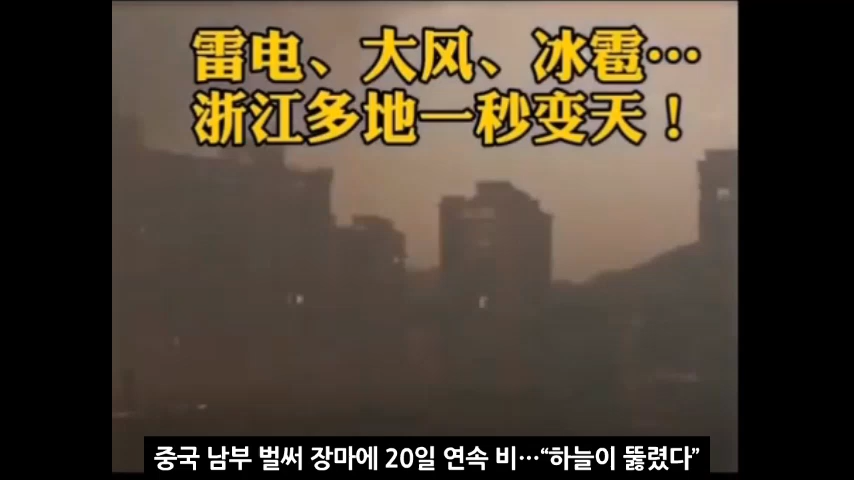 雷电、大风、冰雹…
浙江多地一秒变天！
중국 남부 벌써 장마에 20일 연속 비…“하늘이 뚫렸다”